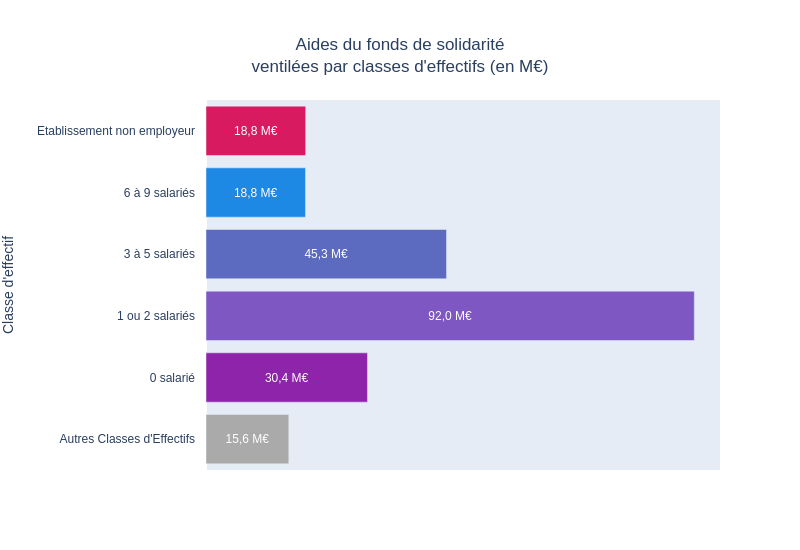 Aides du fonds de solidarité
ventilées par classes d'effectifs (en M€)
Classe d'effectif
Etablissement non employeur 18,8 M€
6 à 9 salariés 18,8 M€
3 à 5 salariés 45,3 M€
1 ou 2 salariés 92,0 M€
0 salarié 30,4 M€
Autres Classes d'Effectifs 15,6 M€